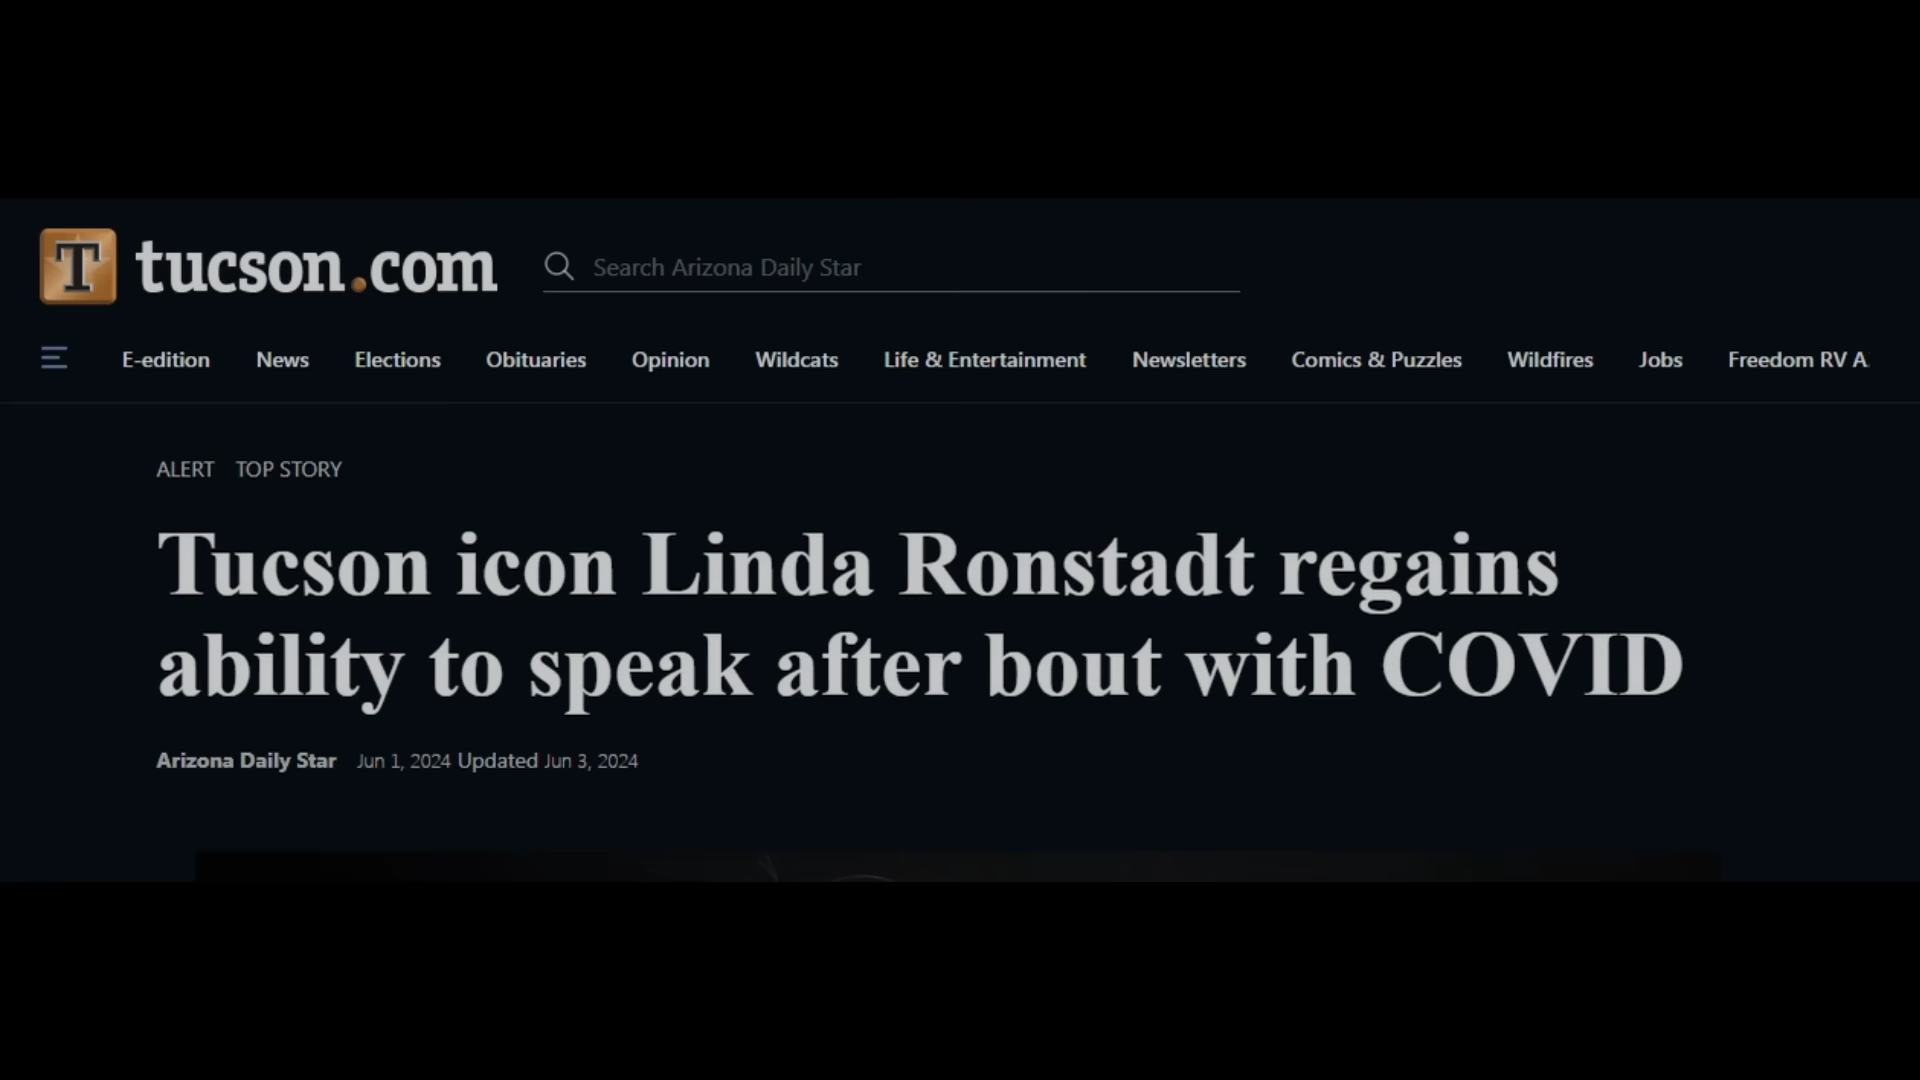 T tucson.com
Search Arizona Daily Star
E-edition News Elections Obituaries Opinion Wildcats Life & Entertainment Newsletters Comics & Puzzles Wildfires Jobs Freedom RV A
ALERT TOP STORY
Tucson icon Linda Ronstadt regains
ability to speak after bout with COVID
Arizona Daily Star Jun 1, 2024 Updated Jun 3, 2024